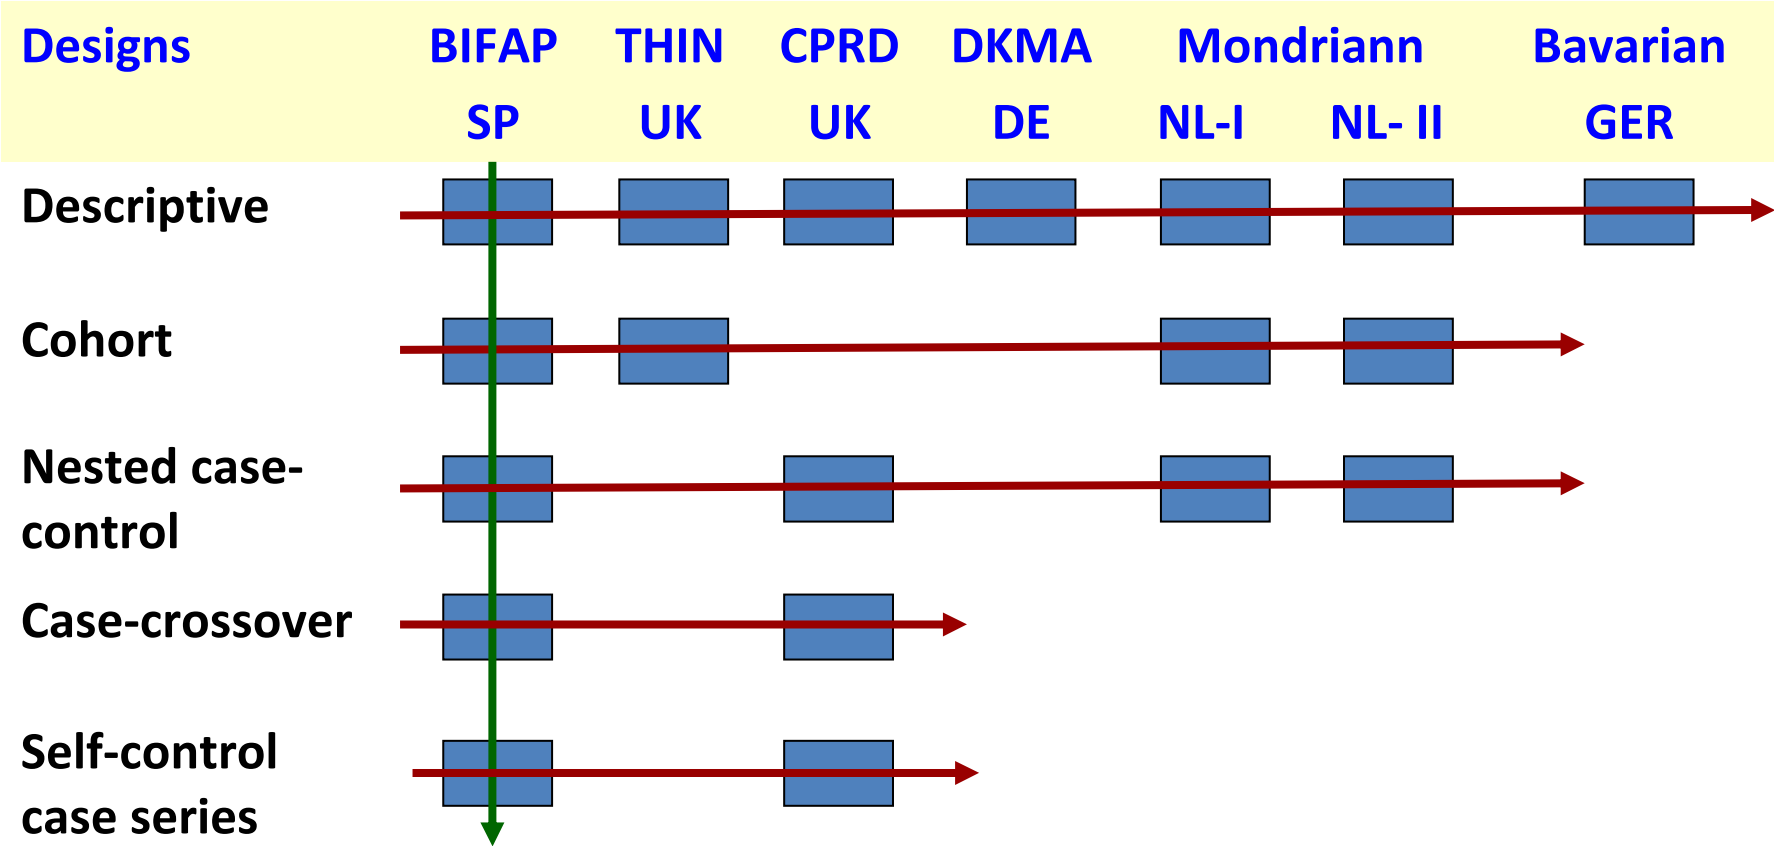 Designs BIFAP THIN CPRD DKMA Mondriann Bavarian
SP UK UK DE NL-I NL- II GER
Descriptive
Cohort
Nested case-
control
Case-crossover
Self-control
case series